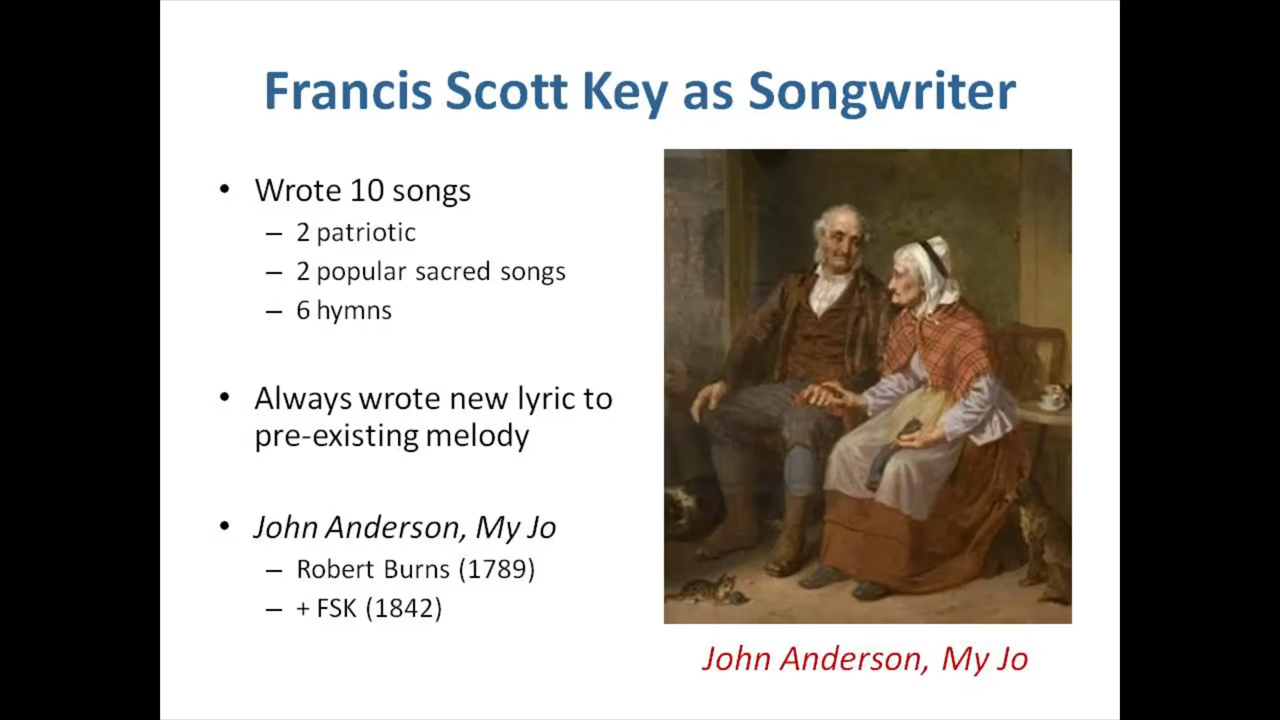 Francis Scott Key as Songwriter
• Wrote 10 songs
– 2 patriotic
– 2 popular sacred songs
– 6 hymns
• Always wrote new lyric to
pre-existing melody
• John Anderson, My Jo
– Robert Burns (1789)
– + FSK (1842)
John Anderson, My Jo